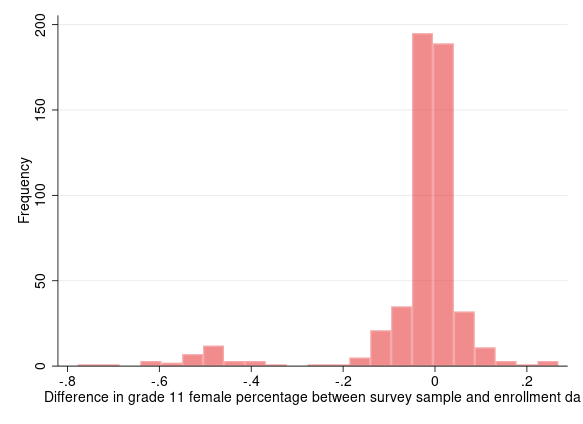 200
150
100
50
0
Frequency
-.8 -.6 -.4 -.2 0 .2
Difference in grade 11 female percentage between survey sample and enrollment da